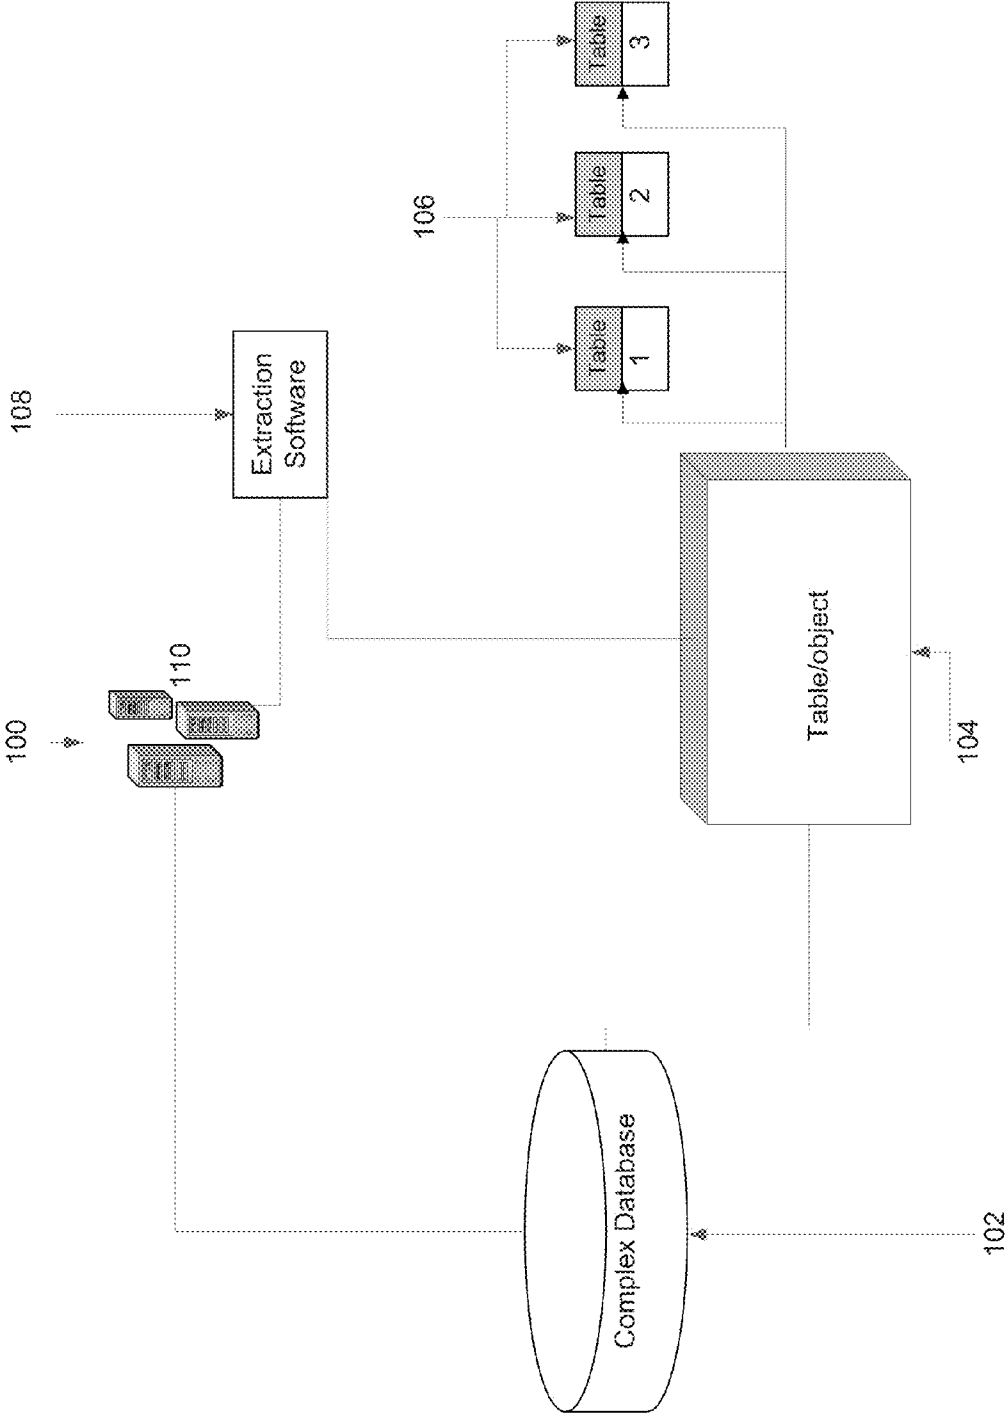 100
110
108
Extraction
Software
106
Table
1
Table
2
Table
3
Complex Database
102
Table/object
104